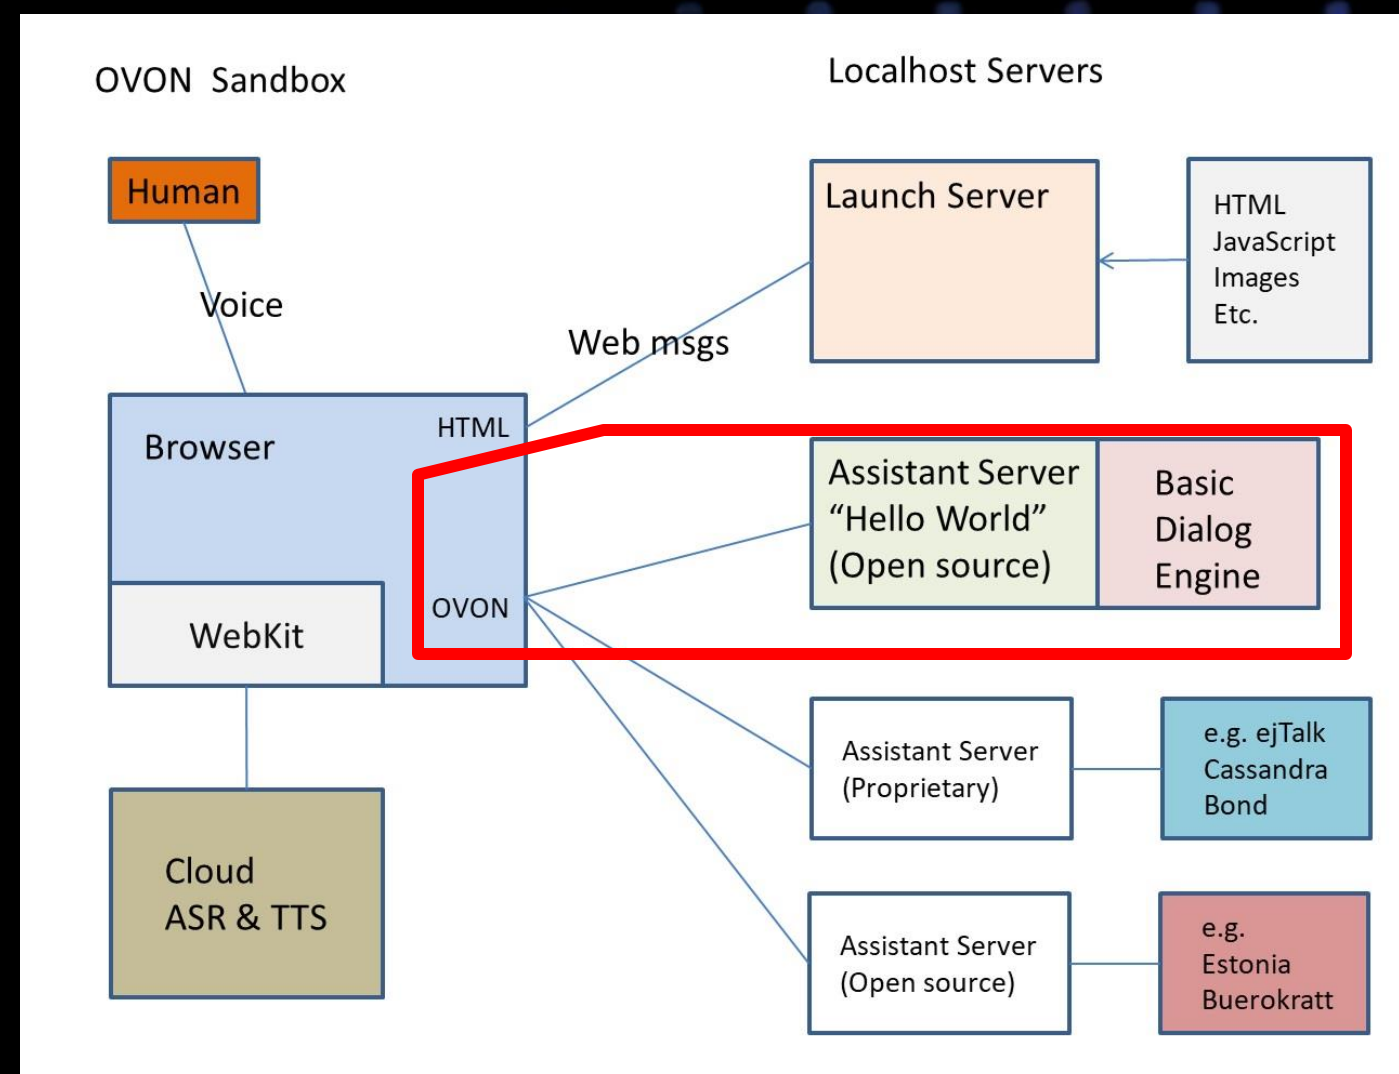 OVON Sandbox
Localhost Servers
Human
Voice
Launch Server
HTML
JavaScript
Images
Etc.
Web msgs
Browser
HTML
OVON
WebKit
Assistant Server
“Hello World”
(Open source)
Basic
Dialog
Engine
Assistant Server
(Proprietary)
e.g. ejTalk
Cassandra
Bond
Cloud
ASR & TTS
Assistant Server
(Open source)
e.g.
Estonia
Buerokratt